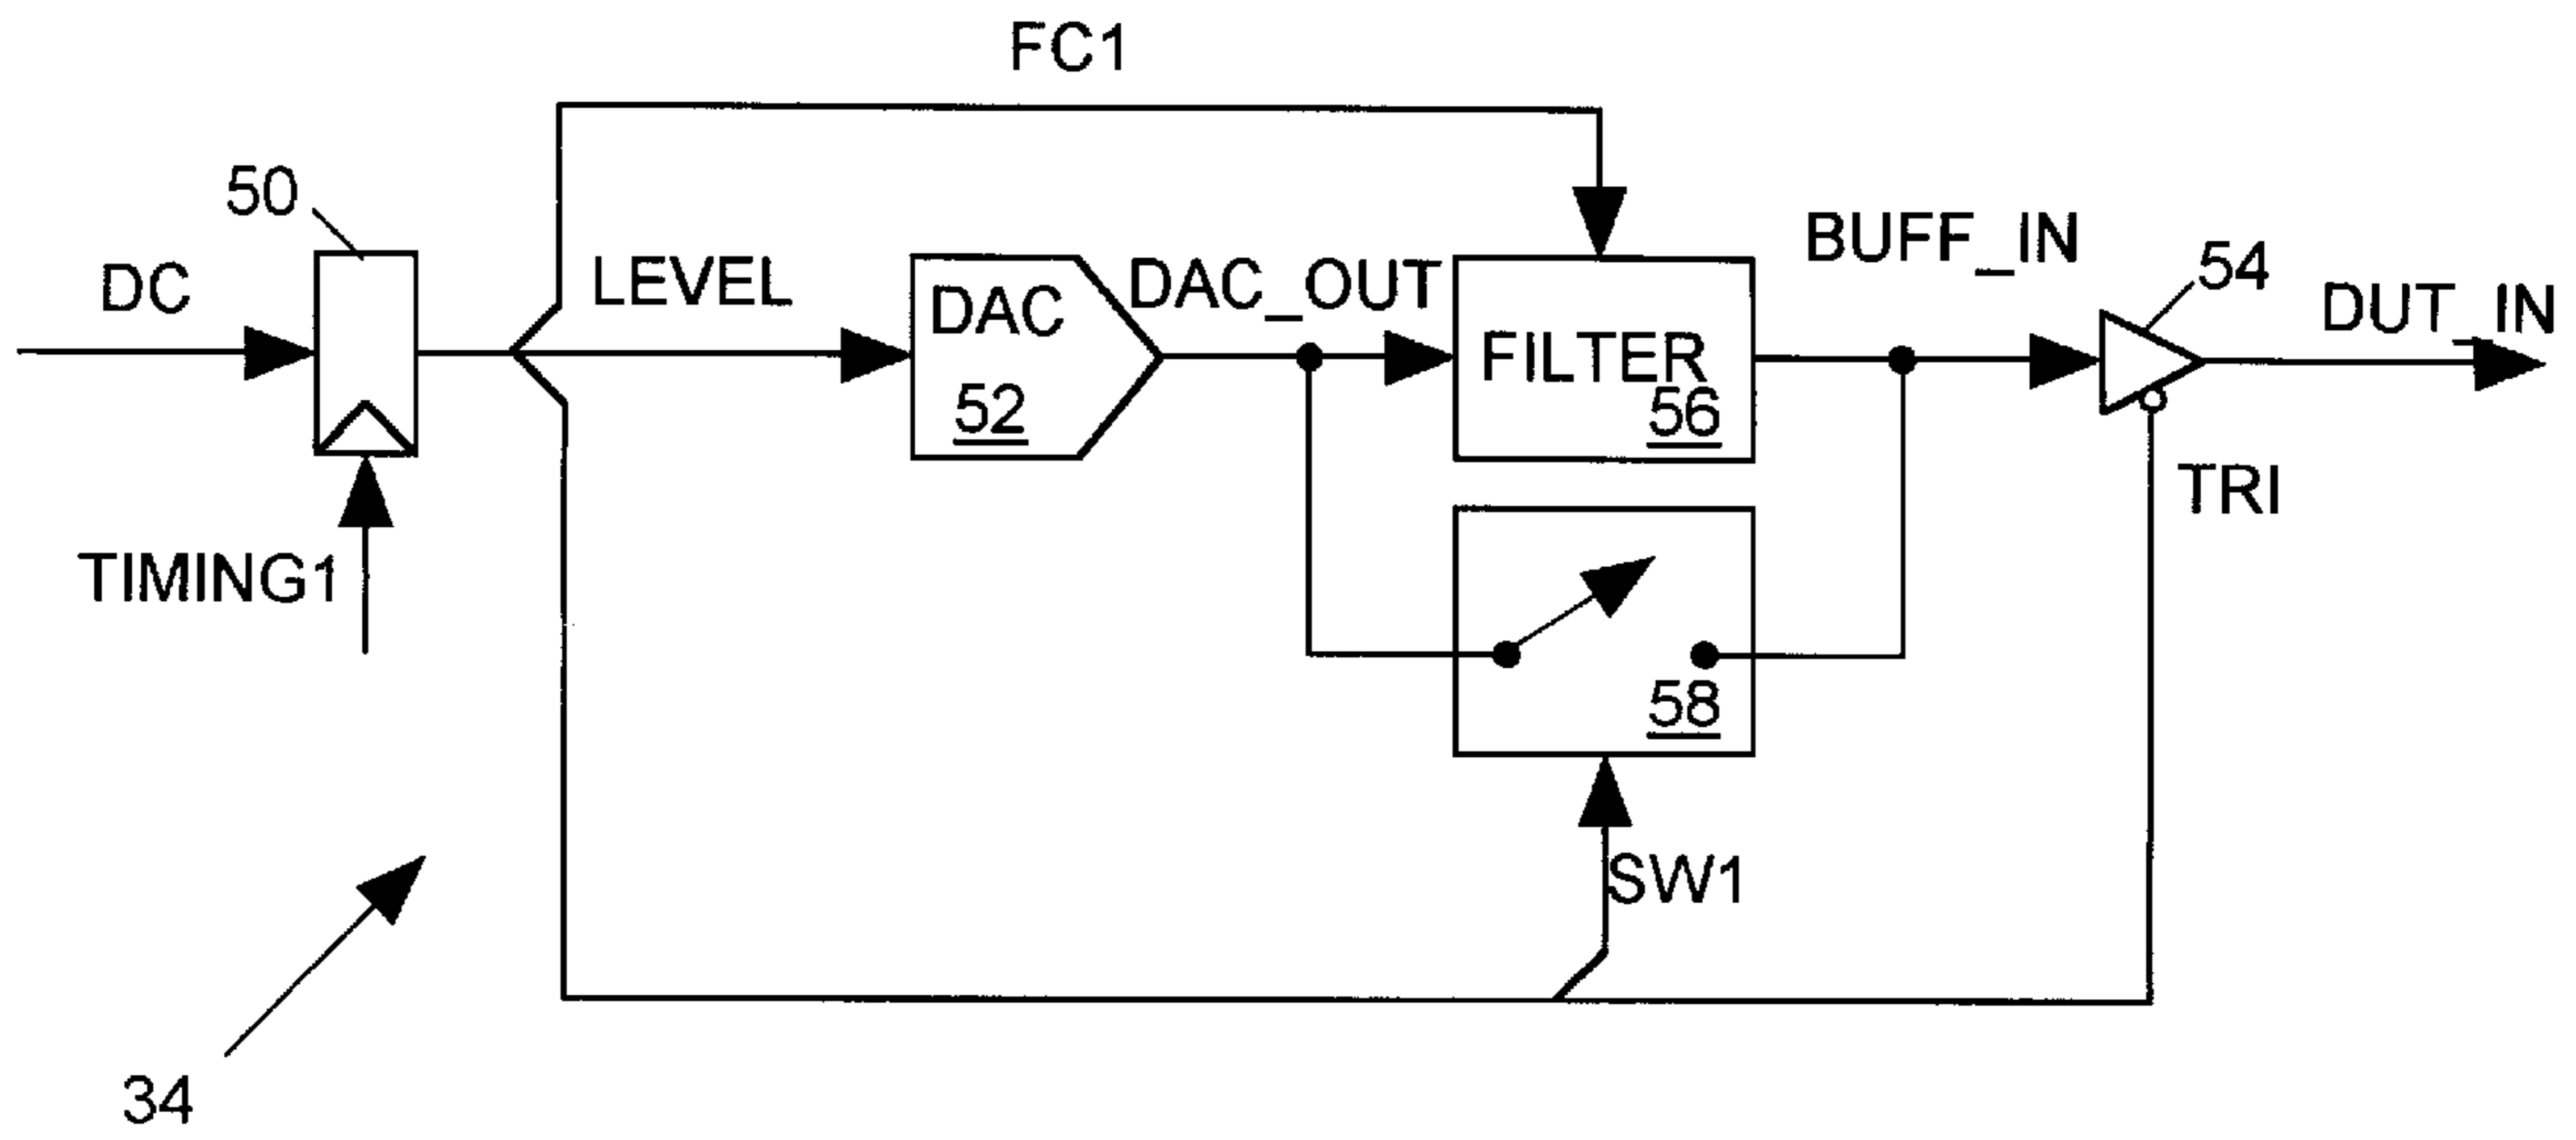 FC1
50
DC
LEVEL
DAC
52
DAC_OUT
FILTER
56
BUFF_IN
54
DUT_IN
TRI
TIMING1
58
SW1
34